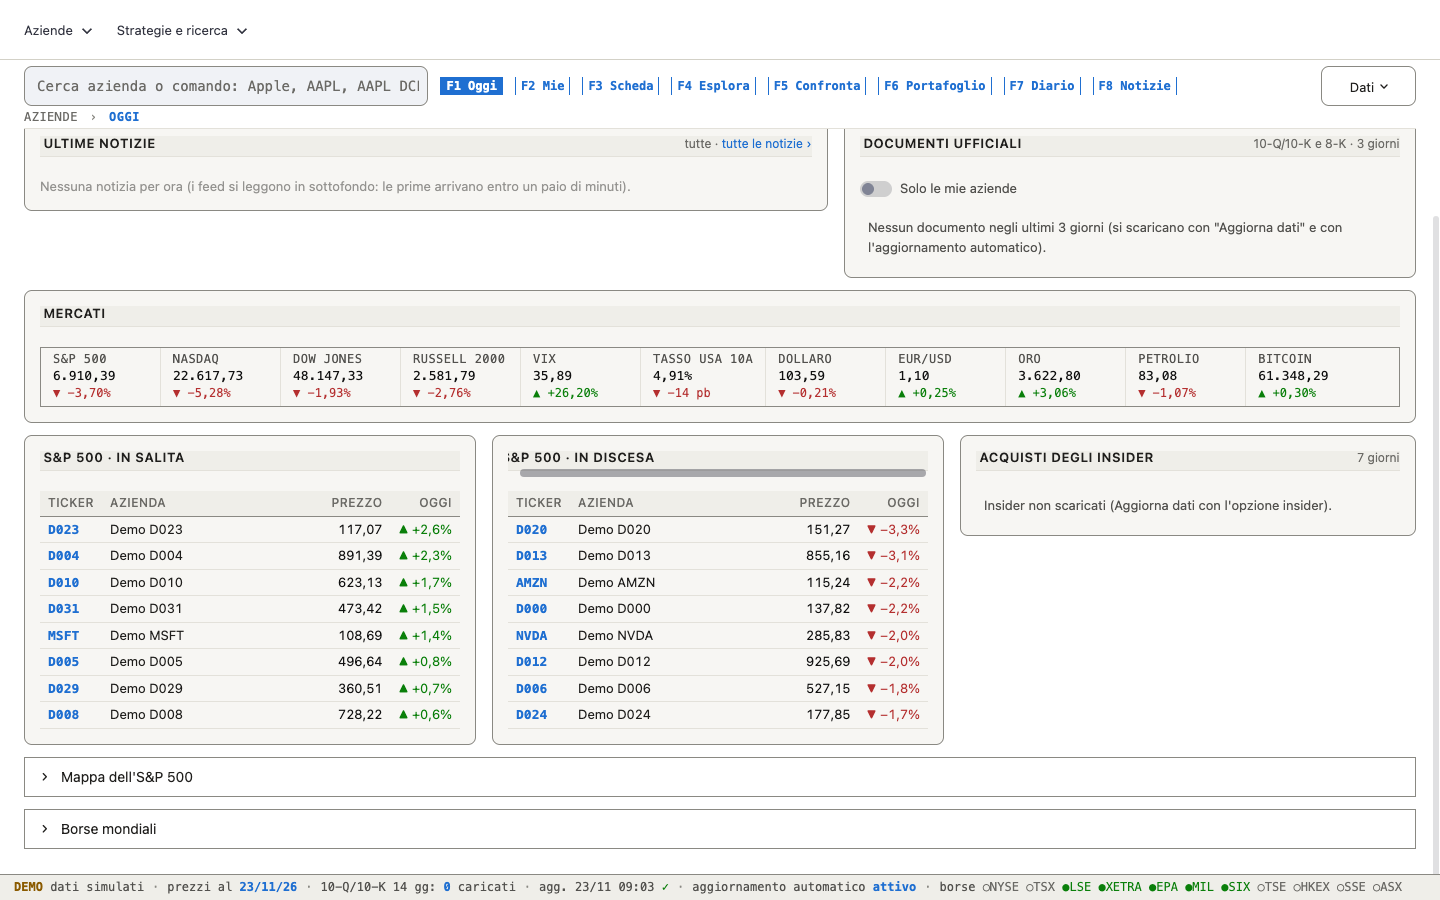 Aziende
Strategie e ricerca
Cerca azienda o comando: Apple, AAPL, AAPL DCF
F1 Oggi
F2 Mie
F3 Scheda
F4 Esplora
F5 Confronta
F6 Portafoglio
F7 Diario
F8 Notizie
Dati
AZIENDE › OGGI
ULTIME NOTIZIE
tutte · tutte le notizie ›
Nessuna notizia per ora (i feed si leggono in sottofondo: le prime arrivano entro un paio di minuti).
DOCUMENTI UFFICIALI
10-Q/10-K e 8-K · 3 giorni
Solo le mie aziende
Nessun documento negli ultimi 3 giorni (si scaricano con "Aggiorna dati" e con
l'aggiornamento automatico).
MERCATI
S&P 500
6.910,39
▼ −3,70%
NASDAQ
22.617,73
▼ −5,28%
DOW JONES
48.147,33
▼ −1,93%
RUSSELL 2000
2.581,79
▼ −2,76%
VIX
35,89
▲ +26,20%
TASSO USA 10A
4,91%
▼ −14 pb
DOLLARO
103,59
▼ −0,21%
EUR/USD
1,10
▲ +0,25%
ORO
3.622,80
▲ +3,06%
PETROLIO
83,08
▼ −1,07%
BITCOIN
61.348,29
▲ +0,30%
S&P 500 · IN SALITA
TICKER AZIENDA PREZZO OGGI
D023 Demo D023 117,07 ▲ +2,6%
D004 Demo D004 891,39 ▲ +2,3%
D010 Demo D010 623,13 ▲ +1,7%
D031 Demo D031 473,42 ▲ +1,5%
MSFT Demo MSFT 108,69 ▲ +1,4%
D005 Demo D005 496,64 ▲ +0,8%
D029 Demo D029 360,51 ▲ +0,7%
D008 Demo D008 728,22 ▲ +0,6%
S&P 500 · IN DISCESA
TICKER AZIENDA PREZZO OGGI
D020 Demo D020 151,27 ▼ −3,3%
D013 Demo D013 855,16 ▼ −3,1%
AMZN Demo AMZN 115,24 ▼ −2,2%
D000 Demo D000 137,82 ▼ −2,2%
NVDA Demo NVDA 285,83 ▼ −2,0%
D012 Demo D012 925,69 ▼ −2,0%
D006 Demo D006 527,15 ▼ −1,8%
D024 Demo D024 177,85 ▼ −1,7%
ACQUISTI DEGLI INSIDER
7 giorni
Insider non scaricati (Aggiorna dati con l'opzione insider).
Mappa dell'S&P 500
Borse mondiali
DEMO dati simulati · prezzi al 23/11/26 · 10-Q/10-K 14 gg: 0 caricati · agg. 23/11 09:03 ✓ · aggiornamento automatico attivo · borse ○NYSE ○TSX ●LSE ●XETRA ●EPA ●MIL ●SIX ○TSE ○HKEX ○SSE ○ASX